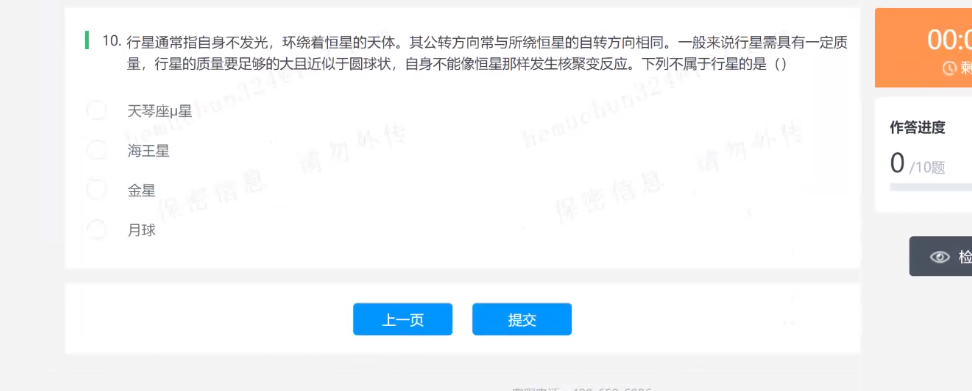 10. 行星通常指自身不发光，环绕着恒星的天体。其公转方向常与所绕恒星的自转方向相同。一般来说行星需具有一定质
量，行星的质量要足够的大且近似于圆球状，自身不能像恒星那样发生核聚变反应。下列不属于行星的是（）
天琴座μ星
海王星
金星
月球
上一页
提交
00:0
剩
作答进度
0 /10题
检
保密信息 请勿外传
保密信息 请勿外传